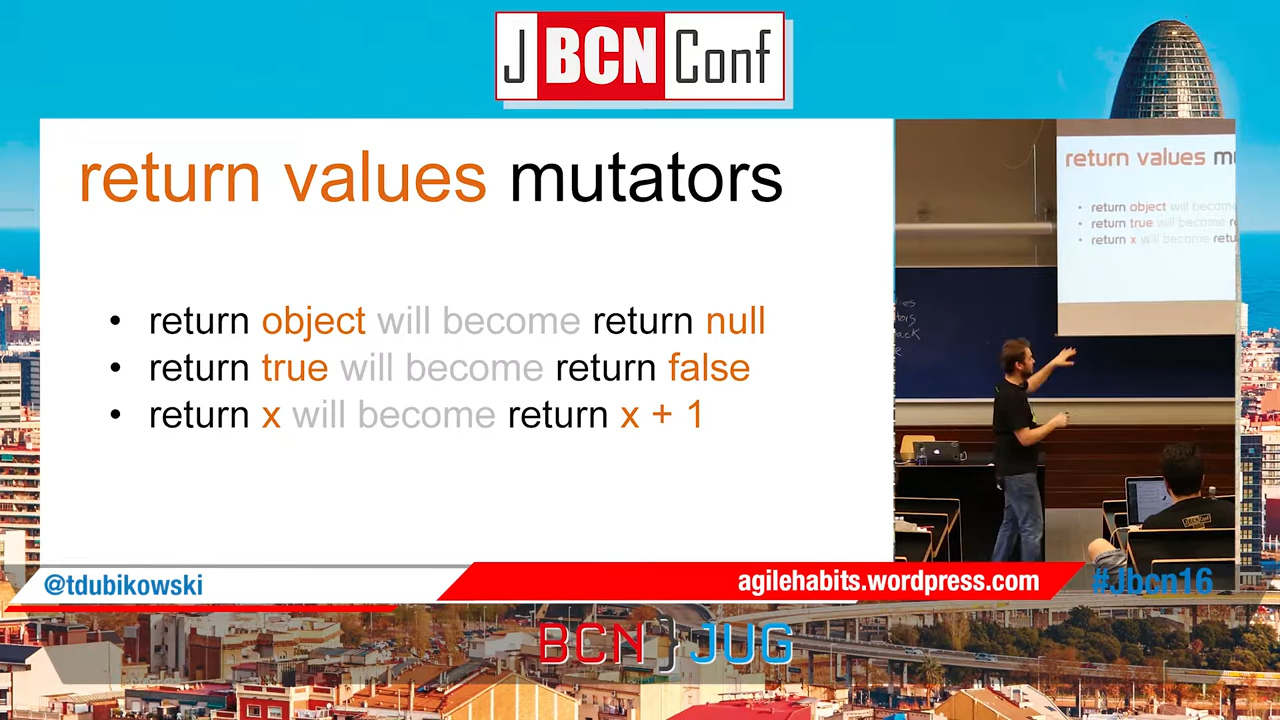 J BCN Conf
return values mutators
• return object will become return null
• return true will become return false
• return x will become return x + 1
return values
• return object will become
• return true will become
• return x will become
JBCNConf
@tdubikowski
agilehabits.wordpress.com
#Jbcn16
BCN}JUG